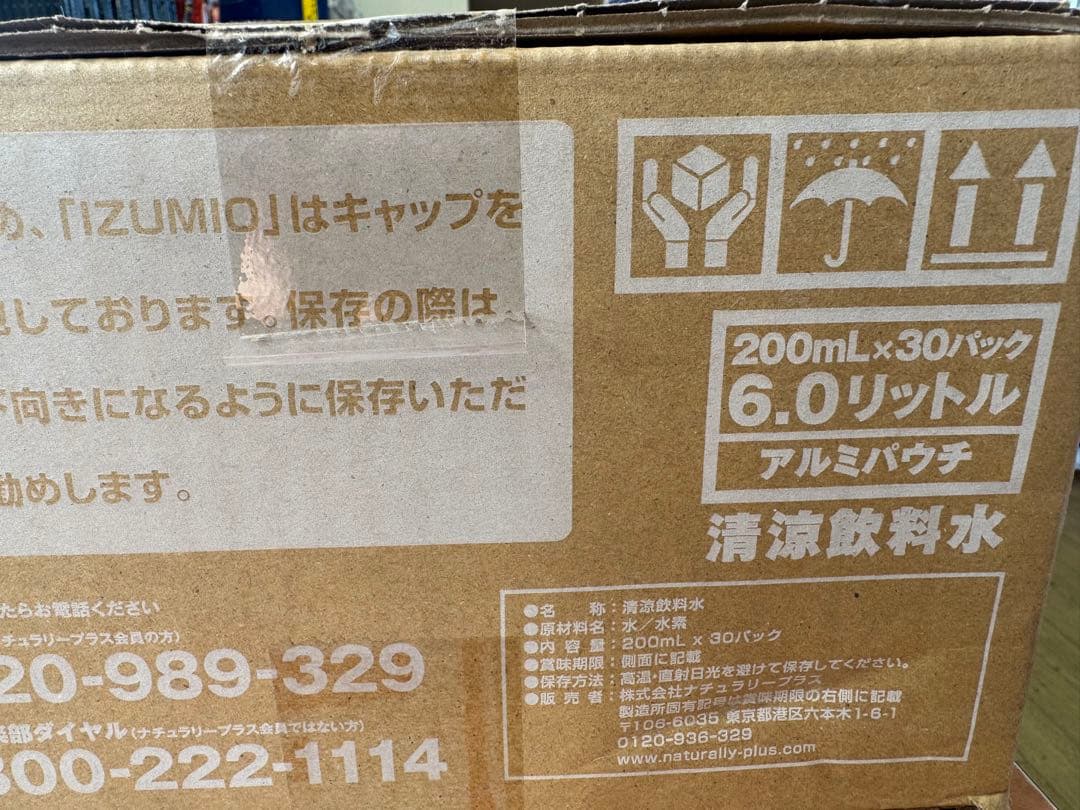 め、「IZUMIO」はキャップを
しております。保存の際は、
下向きになるように保存いただ
勧めします。
200mL×30パック
6.0リットル
アルミパウチ
清涼飲料水
たらお電話ください
チュラリープラス会員の方)
20-989-329
部ダイヤル(ナチュラリープラス会員ではない方)
800-222-1114
●名 称:清涼飲料水
●原材料名:水/水素
●内 容 量:200mL x 30パック
●賞味期限:側面に記載
●保存方法:高温・直射日光を避けて保存してください。
●販 売 者:株式会社ナチュラリープラス
製造所固有記号は賞味期限の右側に記載
〒106-6035 東京都港区六本木1-6-1
0120-936-329
www.naturally-plus.com